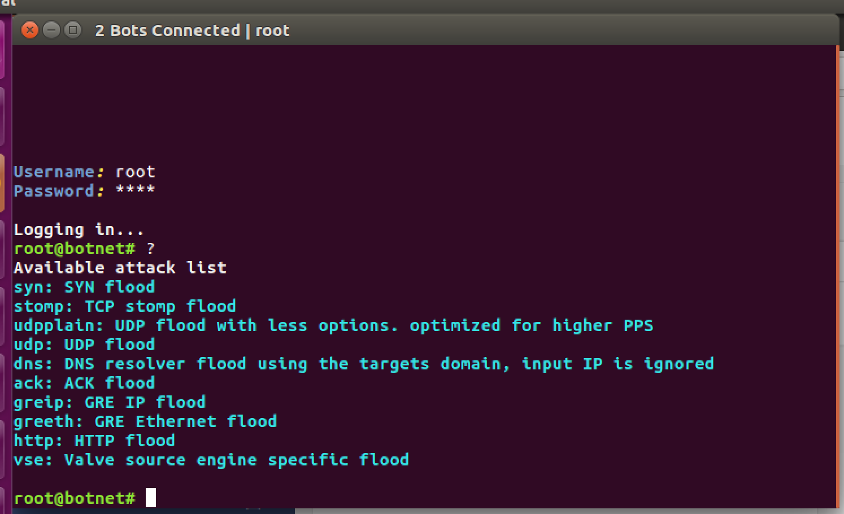 al
2 Bots Connected | root
Username: root
Password: ****
Logging in...
root@botnet# ?
Available attack list
syn: SYN flood
stomp: TCP stomp flood
udpplain: UDP flood with less options. optimized for higher PPS
udp: UDP flood
dns: DNS resolver flood using the targets domain, input IP is ignored
ack: ACK flood
greip: GRE IP flood
greeth: GRE Ethernet flood
http: HTTP flood
vse: Valve source engine specific flood
root@botnet#